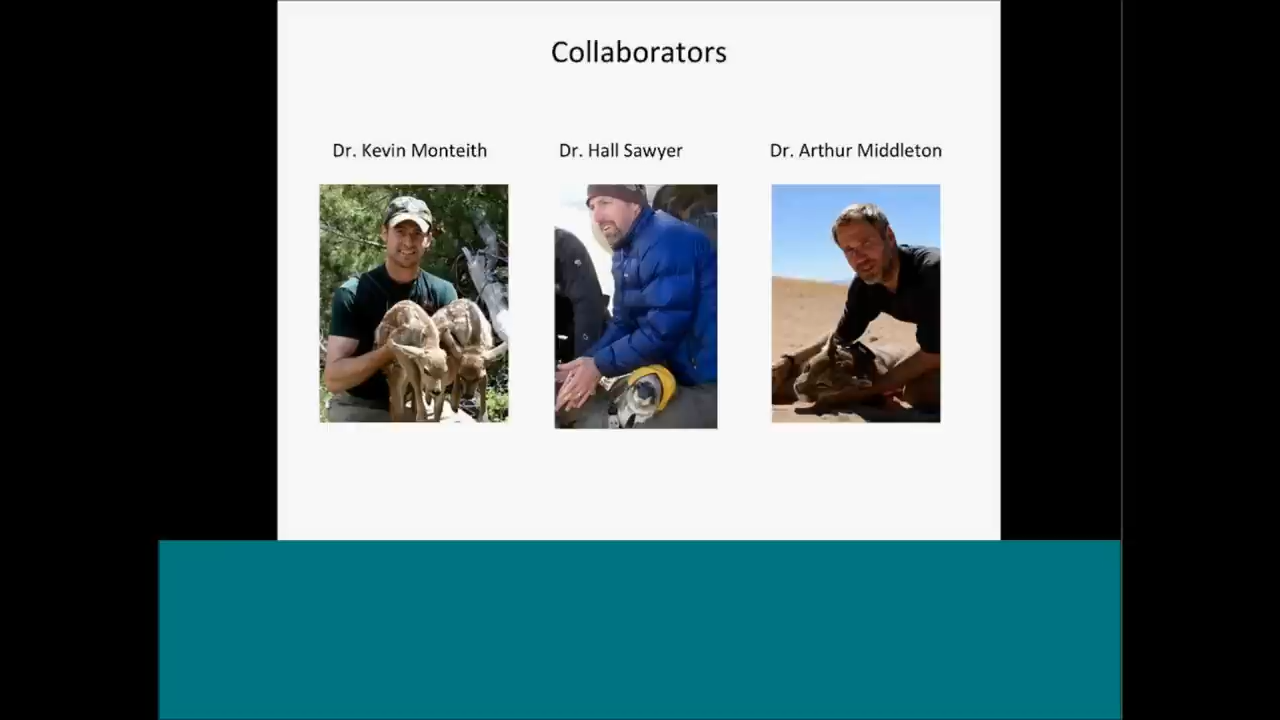 Collaborators
Dr. Kevin Monteith
Dr. Hall Sawyer
Dr. Arthur Middleton